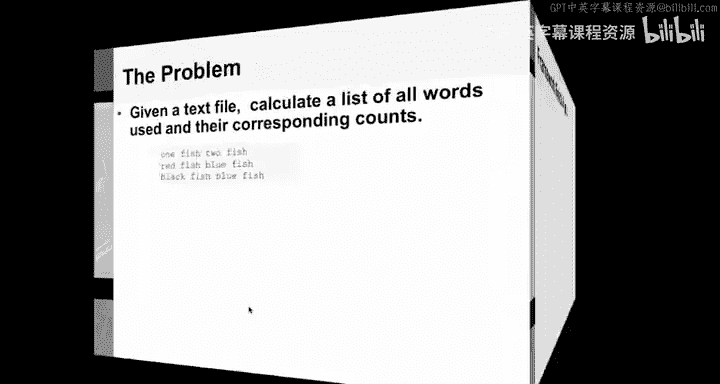 GPT中英字幕课程资源@bilibili.com
英字幕课程资源 bilibili
The Problem
• Given a text file, calculate a list of all words
used and their corresponding counts.
one fish two fish
red fish blue fish
black fish blue fish